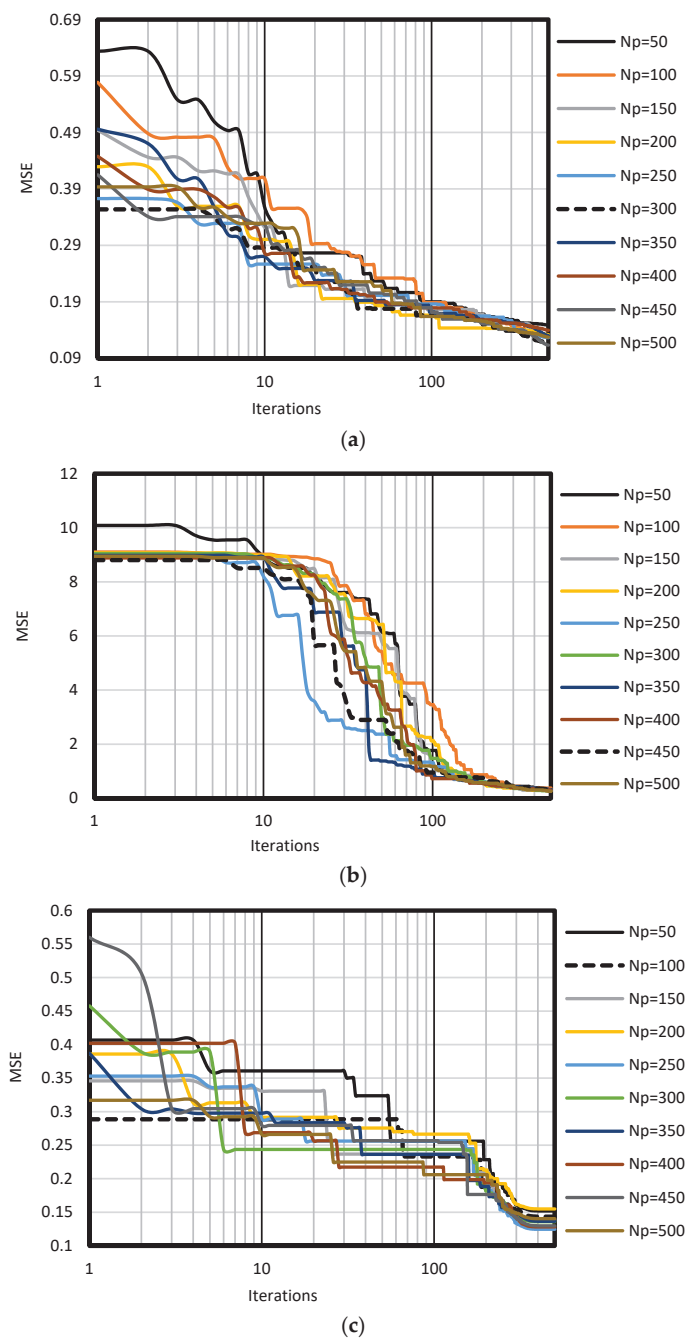 0.69
0.59
0.49
0.39
0.29
0.19
0.09
MSE
1
10
100
Iterations
Np=50
Np=100
Np=150
Np=200
Np=250
Np=300
Np=350
Np=400
Np=450
Np=500
(a)
12
10
8
6
4
2
0
MSE
1
10
100
Iterations
Np=50
Np=100
Np=150
Np=200
Np=250
Np=300
Np=350
Np=400
Np=450
Np=500
(b)
0.6
0.55
0.5
0.45
0.4
0.35
0.3
0.25
0.2
0.15
0.1
MSE
1
10
100
Iterations
Np=50
Np=100
Np=150
Np=200
Np=250
Np=300
Np=350
Np=400
Np=450
Np=500
(c)